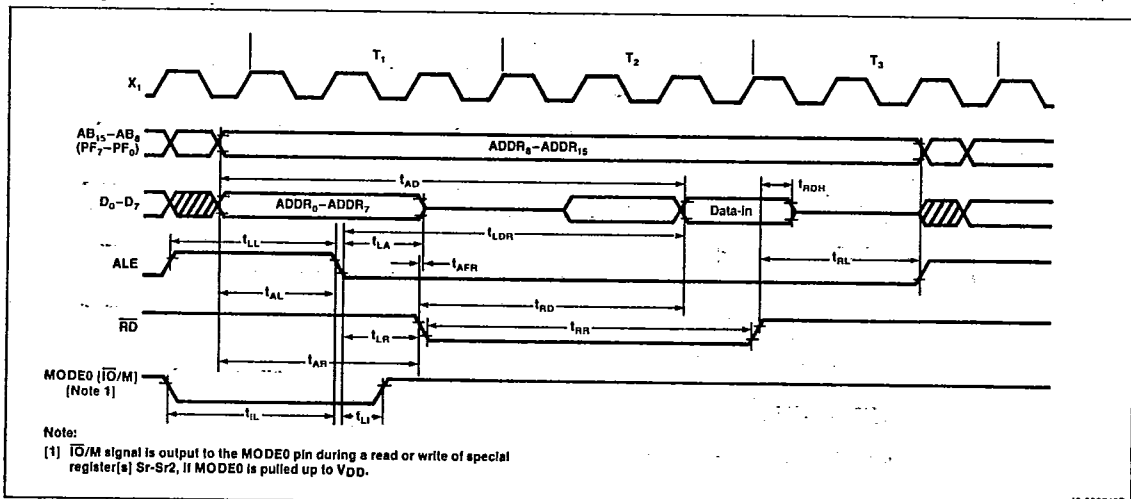 T₁ T₂ T₃
X₁
AB₁₅–AB₈
(PF₇–PF₀)
ADDR₈–ADDR₁₅
tAD
tRDH
D₀–D₇
ADDR₀–ADDR₇
Data-in
tLDR
tLL
tLA
ALE
tAFR
tRL
tAL
tRD
R̅D̅
tRR
tLR
tAR
MODE0 [I̅O̅/M]
[Note 1]
tIL
tLI
Note:
[1] I̅O̅/M signal is output to the MODE0 pin during a read or write of special
register[s] Sr-Sr2, if MODE0 is pulled up to VDD.